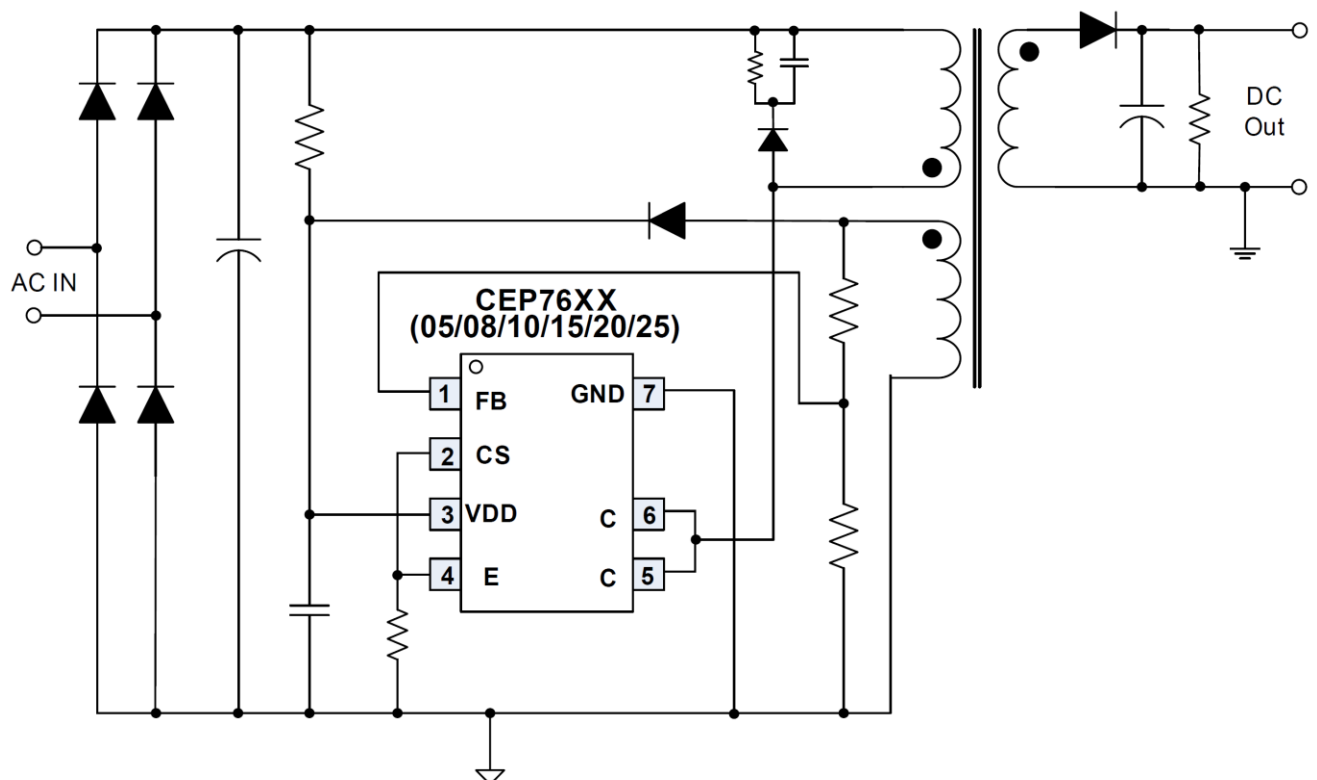 DC
Out
AC IN
CEP76XX
(05/08/10/15/20/25)
1 FB GND 7
2 CS
3 VDD C 6
4 E C 5